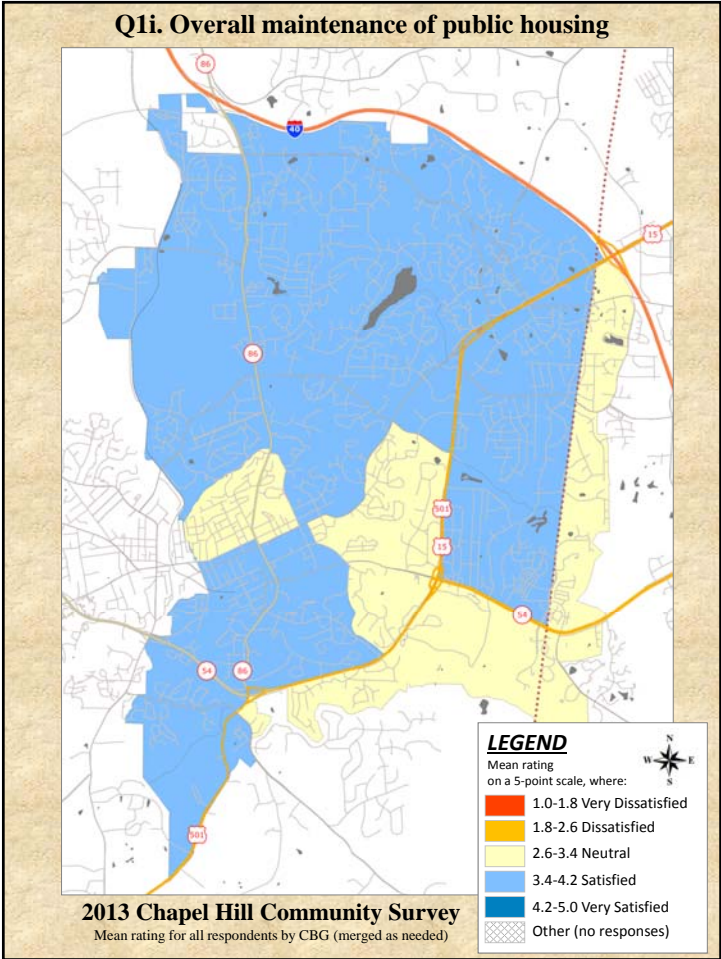 Q1i. Overall maintenance of public housing
86
40
15
86
501
15
54
54
86
501
LEGEND
Mean rating
on a 5-point scale, where:
1.0-1.8 Very Dissatisfied
1.8-2.6 Dissatisfied
2.6-3.4 Neutral
3.4-4.2 Satisfied
4.2-5.0 Very Satisfied
Other (no responses)
N
W E
S
2013 Chapel Hill Community Survey
Mean rating for all respondents by CBG (merged as needed)